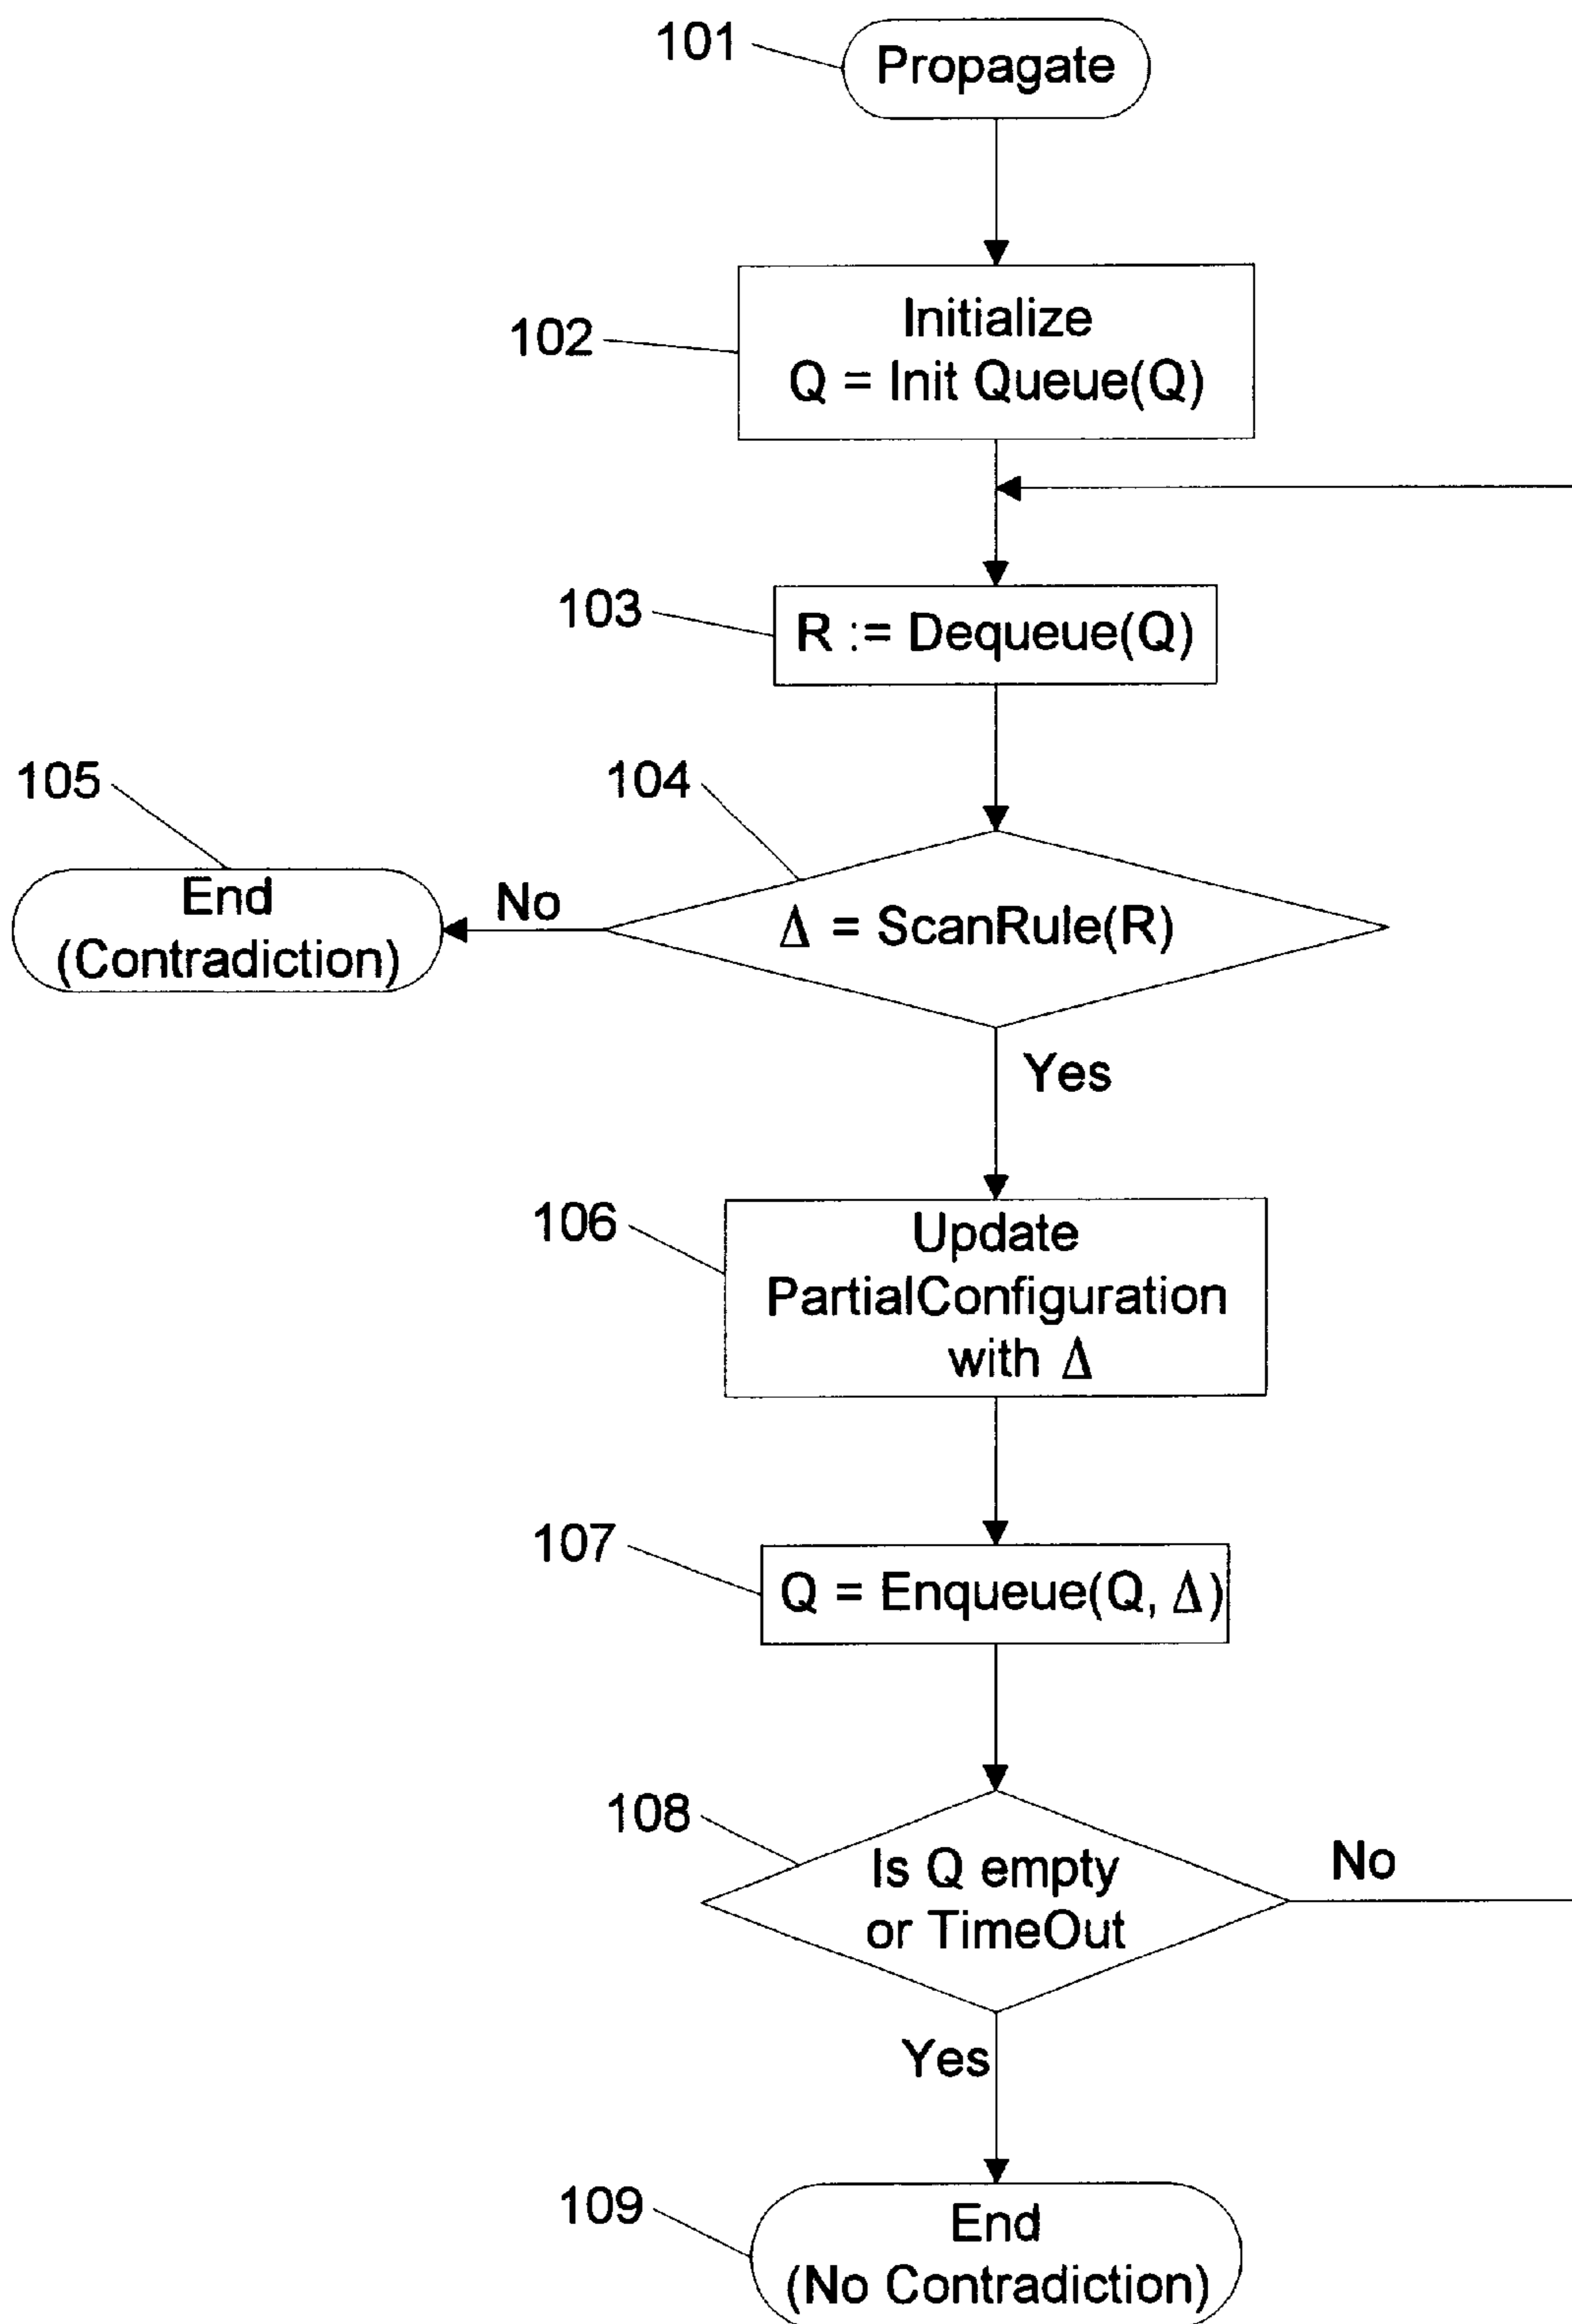 101
Propagate
102
Initialize
Q = Init Queue(Q)
103
R := Dequeue(Q)
104
Δ = ScanRule(R)
No
105
End
(Contradiction)
Yes
106
Update
PartialConfiguration
with Δ
107
Q = Enqueue(Q, Δ)
108
Is Q empty
or TimeOut
No
Yes
109
End
(No Contradiction)